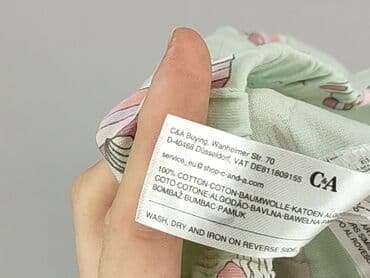 C&A Buying, Wanheimer Str. 70
D-40468 Düsseldorf, VAT DE811809155
service_eu@shop-c-and-a.com
C&A
100% COTTON-COTON-BAUMWOLLE-KATOEN
COTÓ-COTONE-ALGODÃO-BAVLNA-BAWEŁNA
BOMBAŽ-BUMBAC-PAMUK
WASH, DRY AND IRON ON REVERSE SIDE